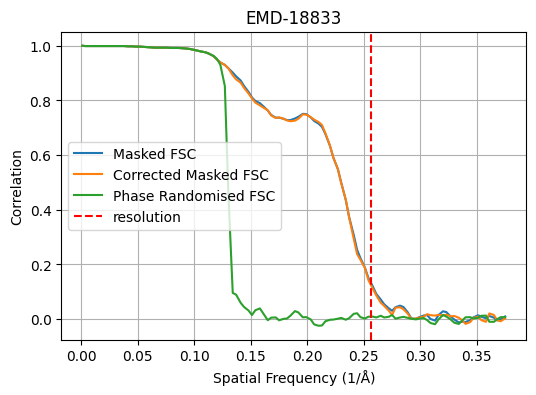 EMD-18833
1.0
0.8
0.6
0.4
0.2
0.0
Correlation
Masked FSC
Corrected Masked FSC
Phase Randomised FSC
resolution
0.00 0.05 0.10 0.15 0.20 0.25 0.30 0.35
Spatial Frequency (1/Å)